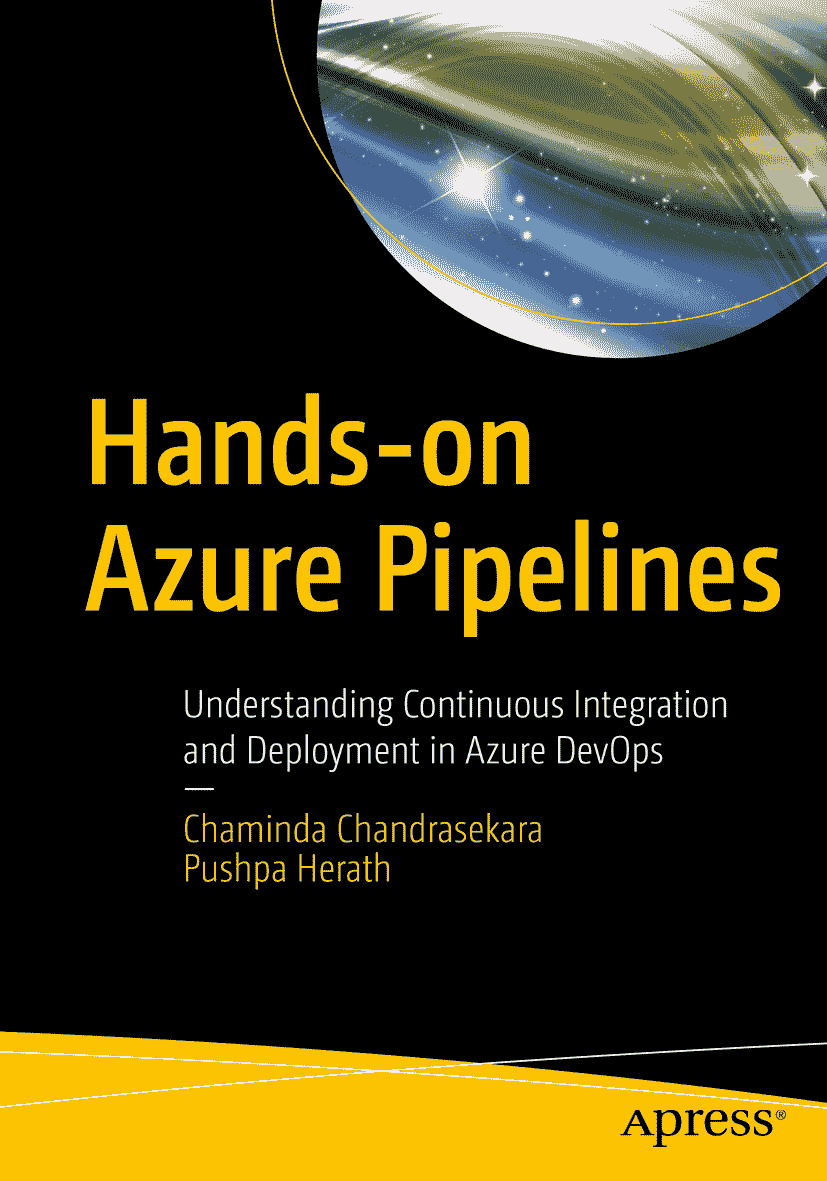 Hands-on
Azure Pipelines
Understanding Continuous Integration
and Deployment in Azure DevOps
—
Chaminda Chandrasekara
Pushpa Herath
Apress®